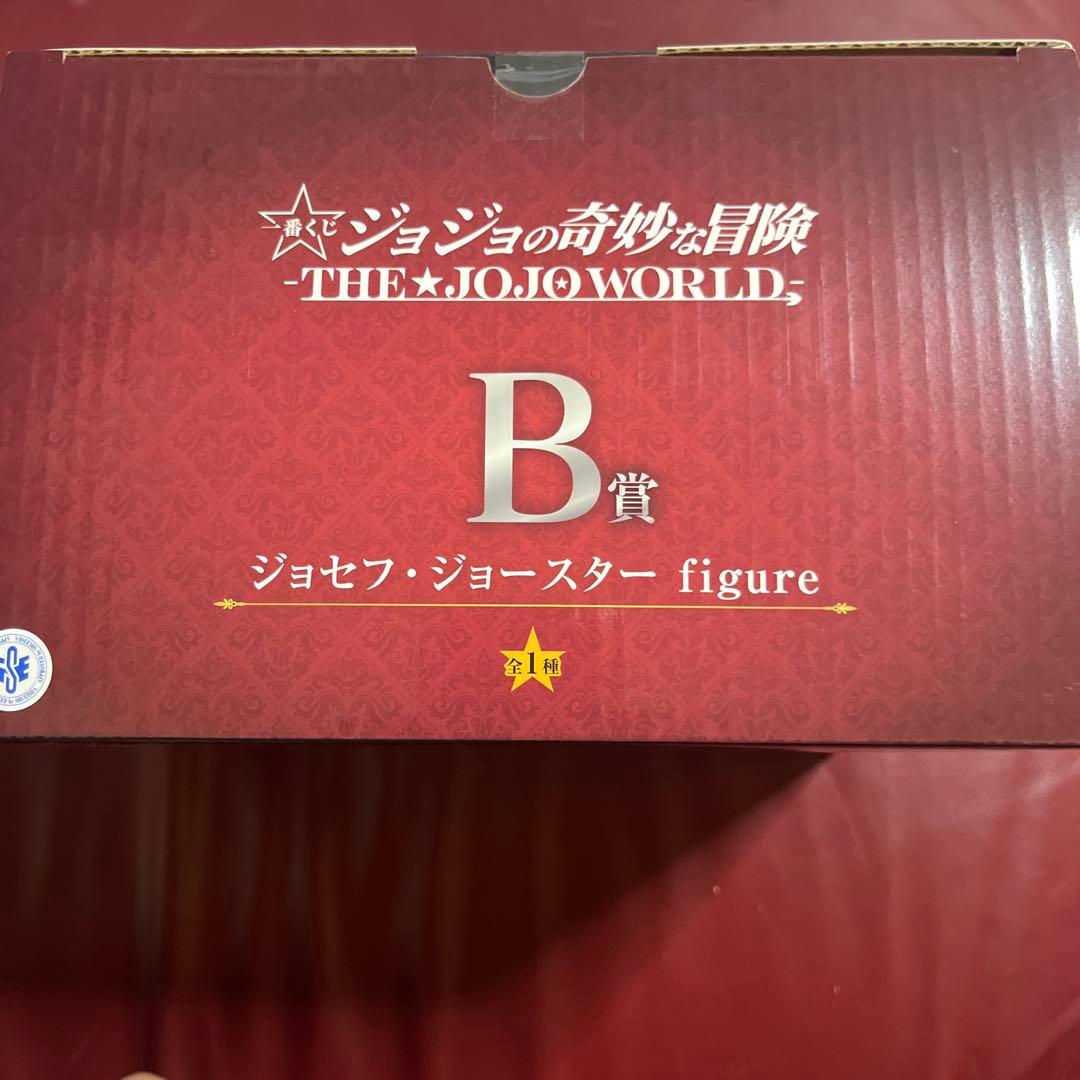 一番くじ ジョジョの奇妙な冒険
-THE★JOJO WORLD-
B賞
ジョセフ・ジョースター figure
全1種